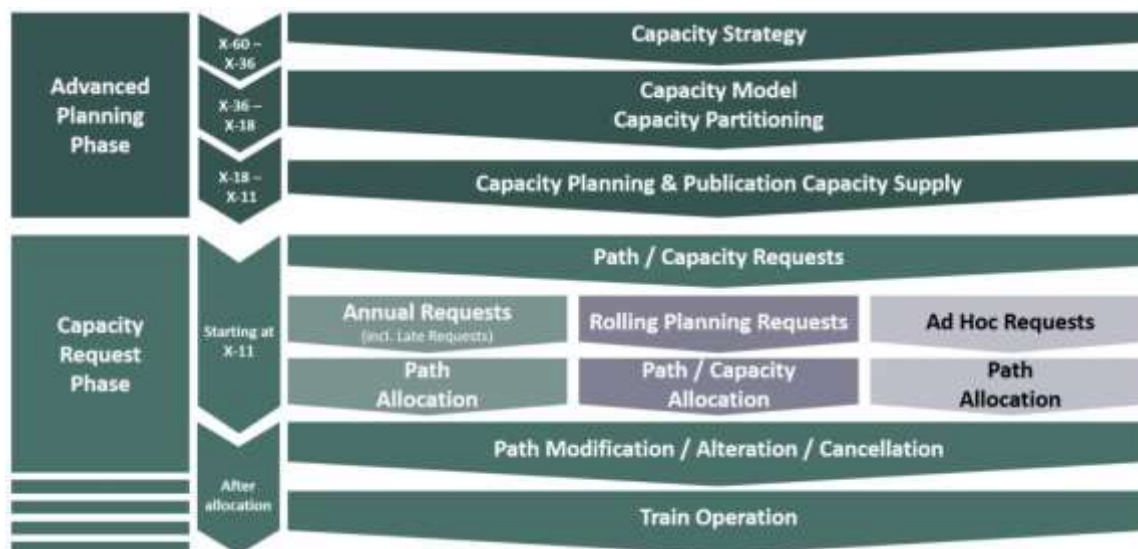 Advanced
Planning
Phase
X-60 –
X-36
Capacity Strategy
X-36 –
X-18
Capacity Model
Capacity Partitioning
X-18 –
X-11
Capacity Planning & Publication Capacity Supply
Capacity
Request
Phase
Starting at
X-11
Path / Capacity Requests
Annual Requests
(incl. Late Requests)
Rolling Planning Requests
Ad Hoc Requests
Path
Allocation
Path / Capacity
Allocation
Path
Allocation
After
allocation
Path Modification / Alteration / Cancellation
Train Operation